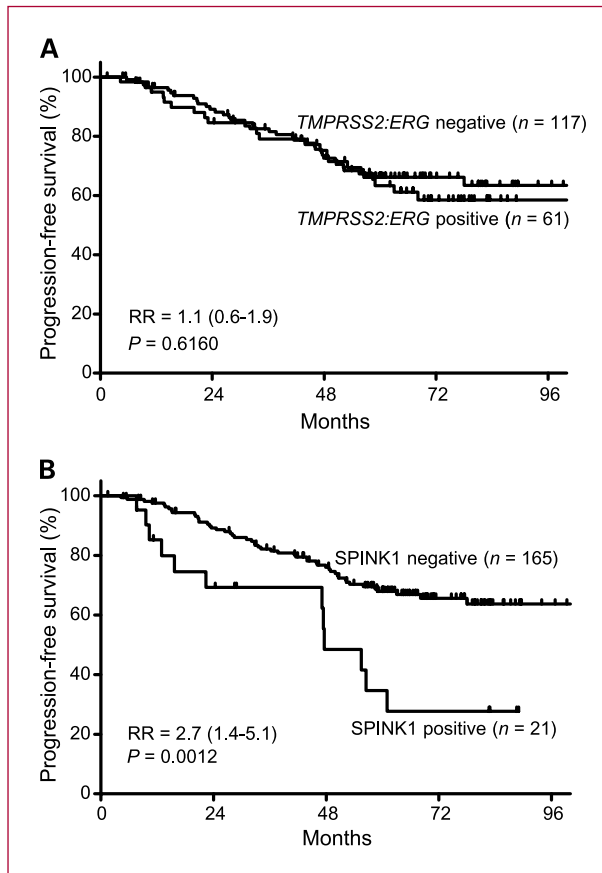 A
Progression-free survival (%)
100
80
60
40
20
0
TMPRSS2:ERG negative (n = 117)
TMPRSS2:ERG positive (n = 61)
RR = 1.1 (0.6-1.9)
P = 0.6160
0 24 48 72 96
Months
B
Progression-free survival (%)
100
80
60
40
20
0
SPINK1 negative (n = 165)
SPINK1 positive (n = 21)
RR = 2.7 (1.4-5.1)
P = 0.0012
0 24 48 72 96
Months